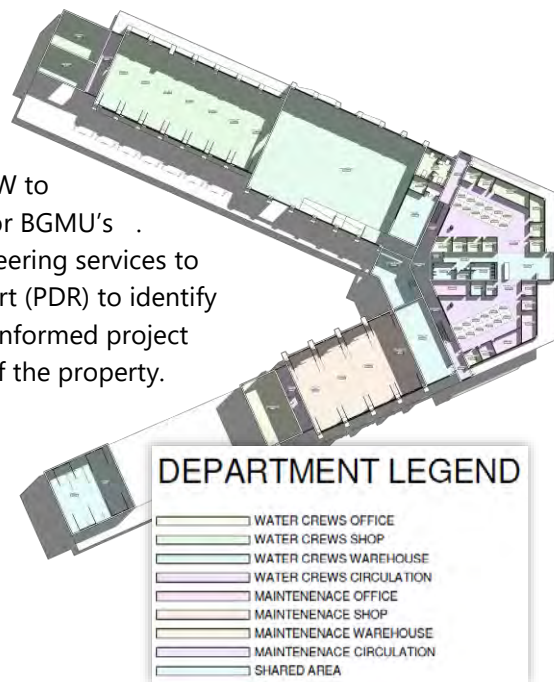 W to
or BGMU's .
eering services to
rt (PDR) to identify
informed project
f the property.
DEPARTMENT LEGEND
WATER CREWS OFFICE
WATER CREWS SHOP
WATER CREWS WAREHOUSE
WATER CREWS CIRCULATION
MAINTENENACE OFFICE
MAINTENENACE SHOP
MAINTENENACE WAREHOUSE
MAINTENENACE CIRCULATION
SHARED AREA